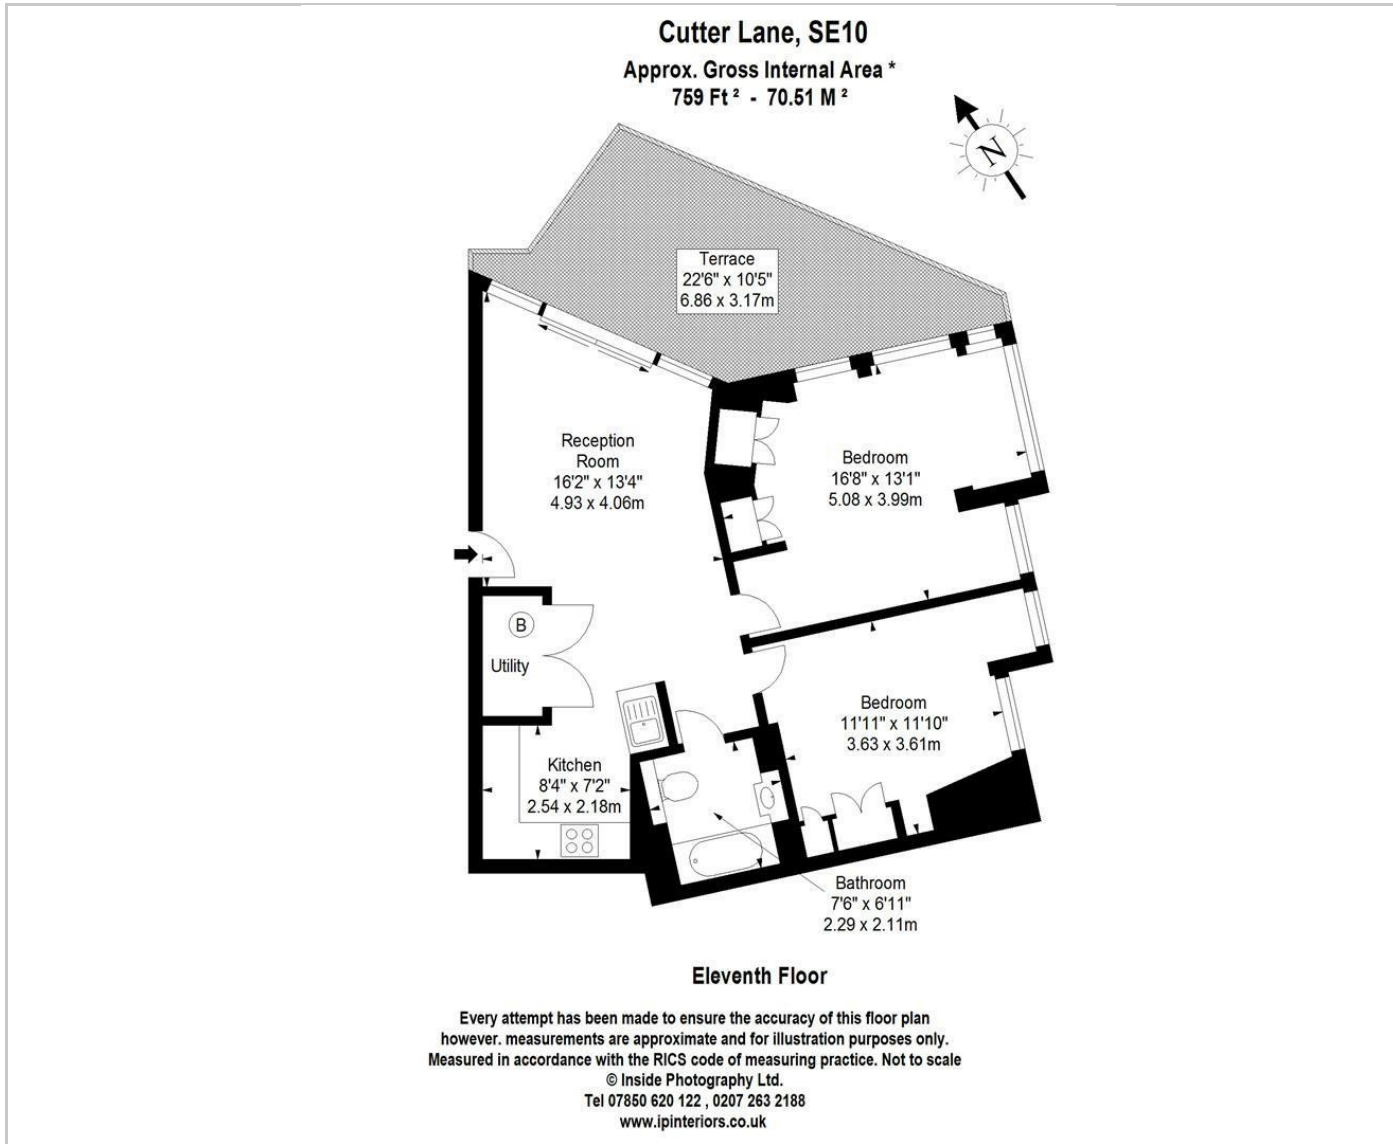 Cutter Lane, SE10
Approx. Gross Internal Area *
759 Ft ² - 70.51 M ²
N
Terrace
22'6" x 10'5"
6.86 x 3.17m
Reception
Room
16'2" x 13'4"
4.93 x 4.06m
Bedroom
16'8" x 13'1"
5.08 x 3.99m
B
Utility
Bedroom
11'11" x 11'10"
3.63 x 3.61m
Kitchen
8'4" x 7'2"
2.54 x 2.18m
Bathroom
7'6" x 6'11"
2.29 x 2.11m
Eleventh Floor
Every attempt has been made to ensure the accuracy of this floor plan
however. measurements are approximate and for illustration purposes only.
Measured in accordance with the RICS code of measuring practice. Not to scale
© Inside Photography Ltd.
Tel 07850 620 122 , 0207 263 2188
www.ipinteriors.co.uk